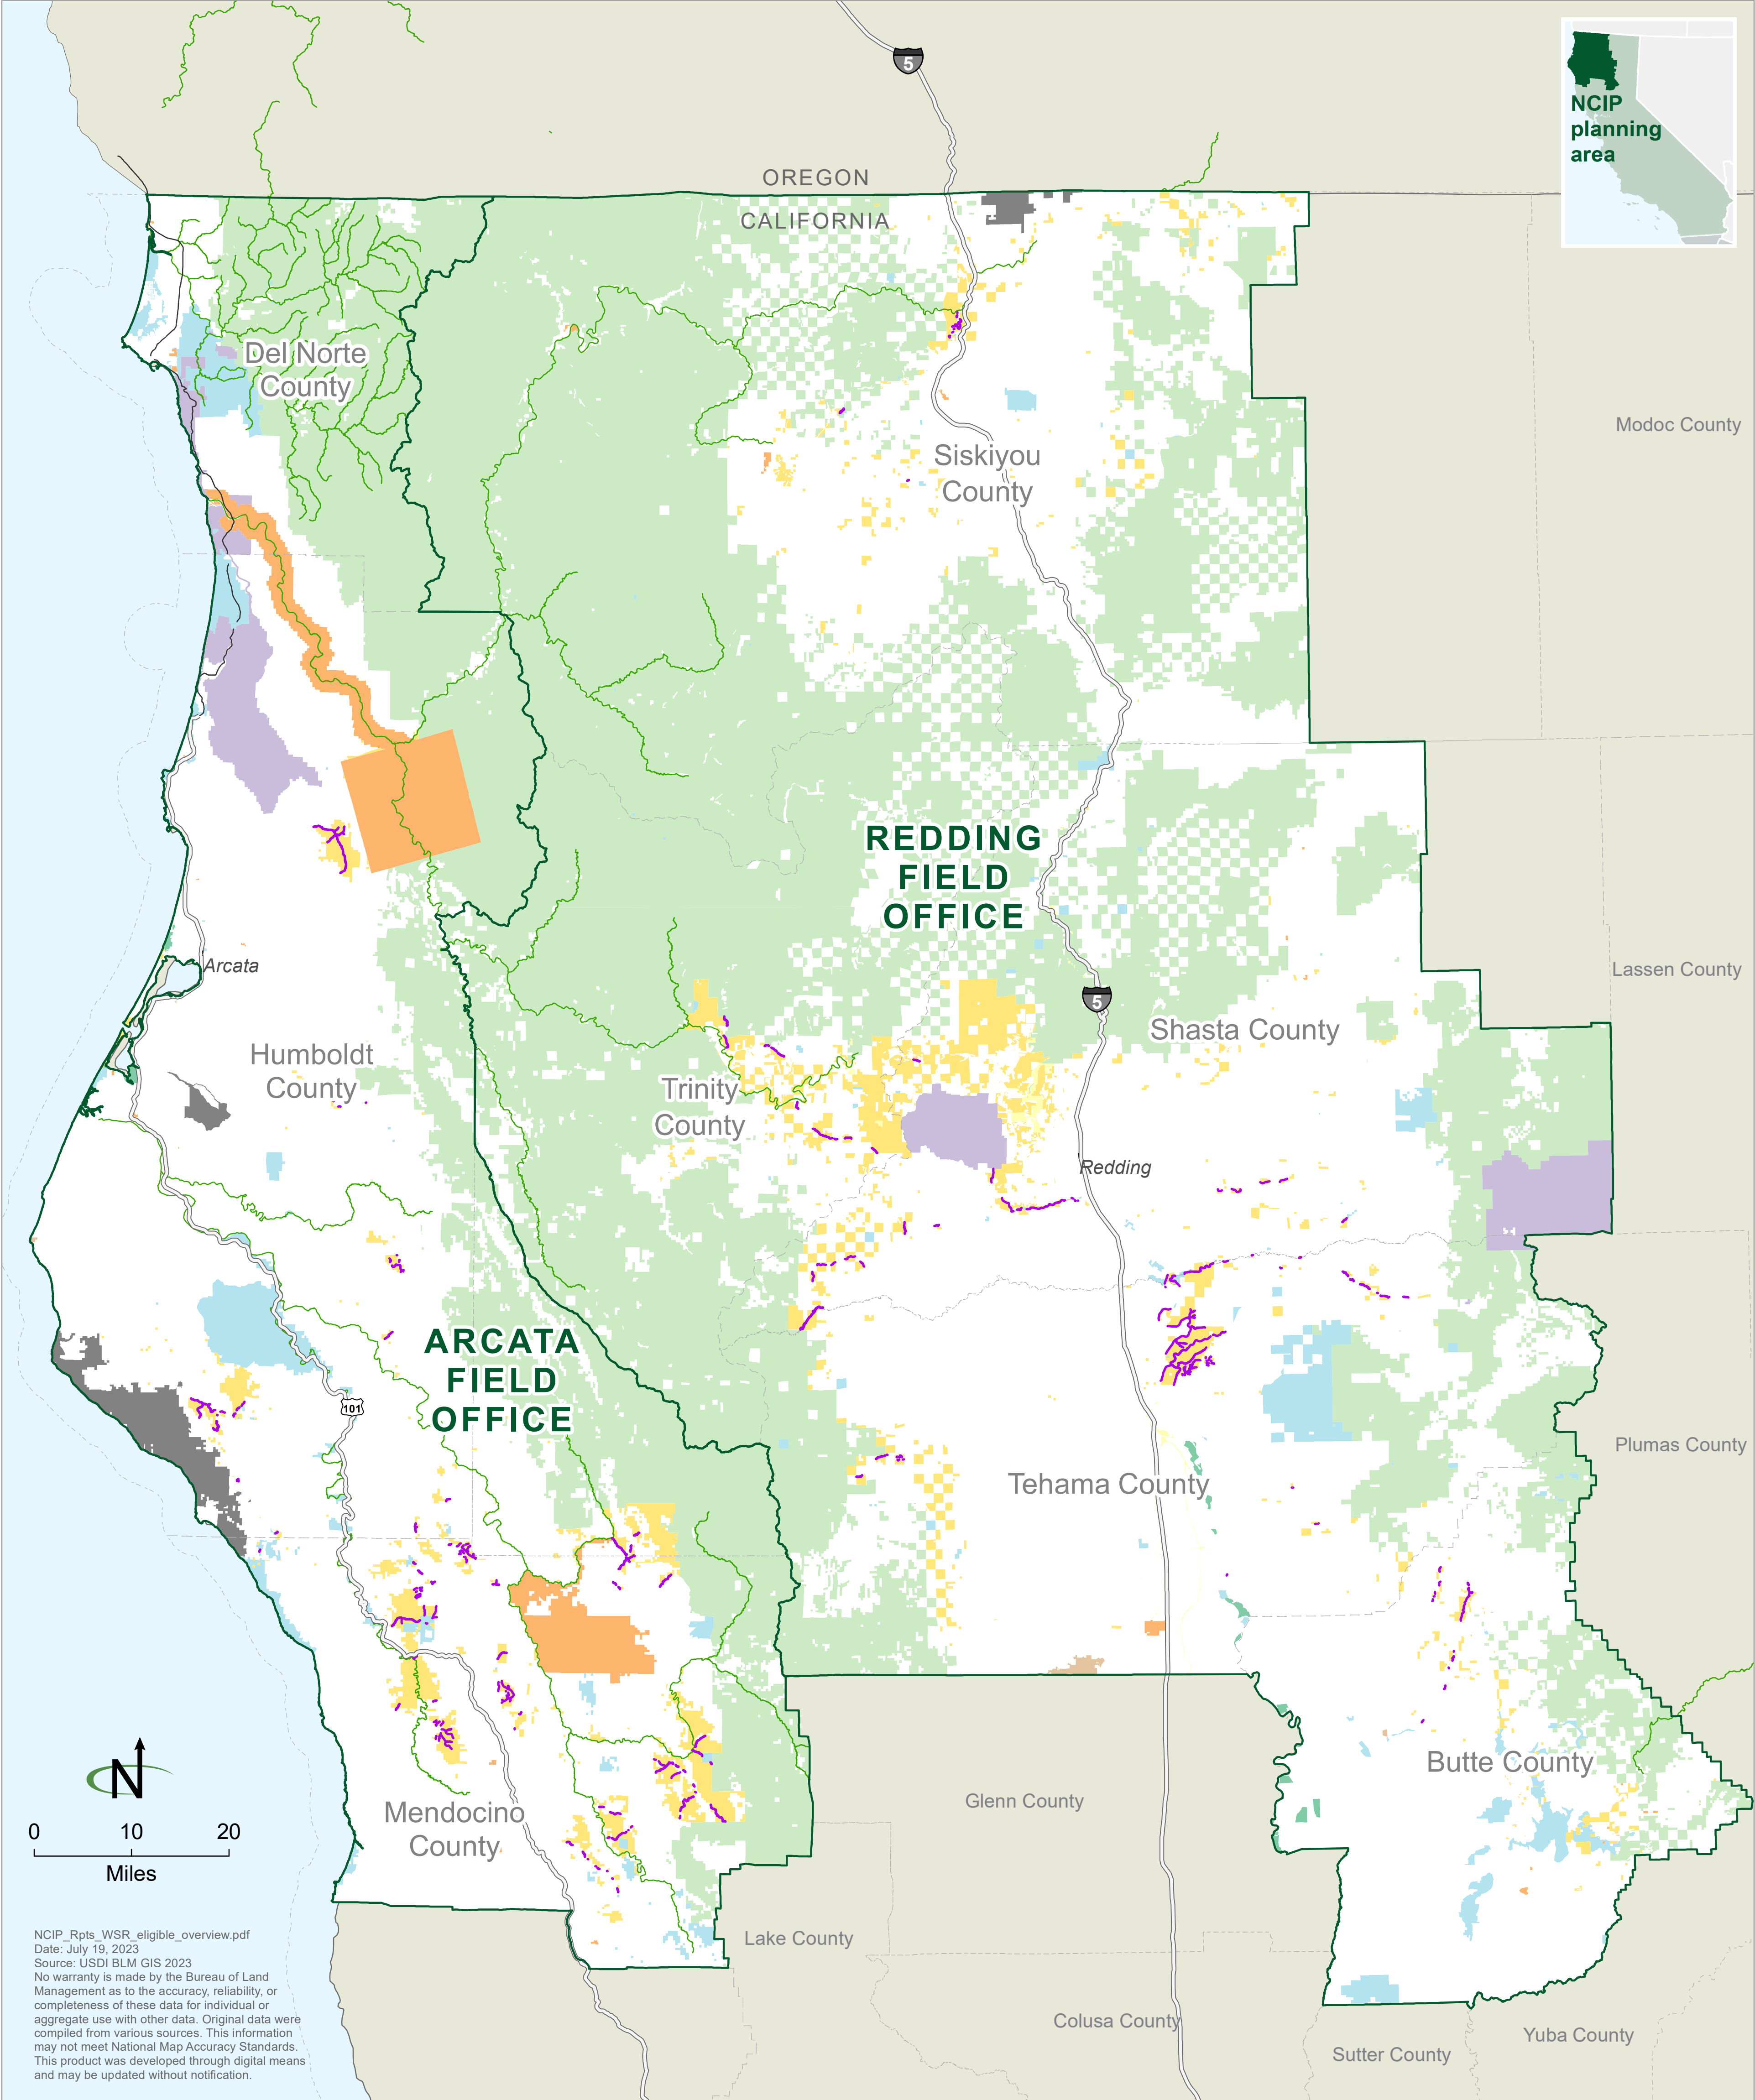 5
NCIP
planning
area
OREGON
CALIFORNIA
Del Norte
County
Modoc County
Siskiyou
County
REDDING
FIELD
OFFICE
5
Arcata
Lassen County
Shasta County
Humboldt
County
Trinity
County
Redding
ARCATA
FIELD
OFFICE
101
Plumas County
Tehama County
N
Butte County
Glenn County
Mendocino
County
0 10 20
Miles
Lake County
NCIP_Rpts_WSR_eligible_overview.pdf
Date: July 19, 2023
Source: USDI BLM GIS 2023
No warranty is made by the Bureau of Land
Management as to the accuracy, reliability, or
completeness of these data for individual or
aggregate use with other data. Original data were
compiled from various sources. This information
may not meet National Map Accuracy Standards.
This product was developed through digital means
and may be updated without notification.
Colusa County
Yuba County
Sutter County